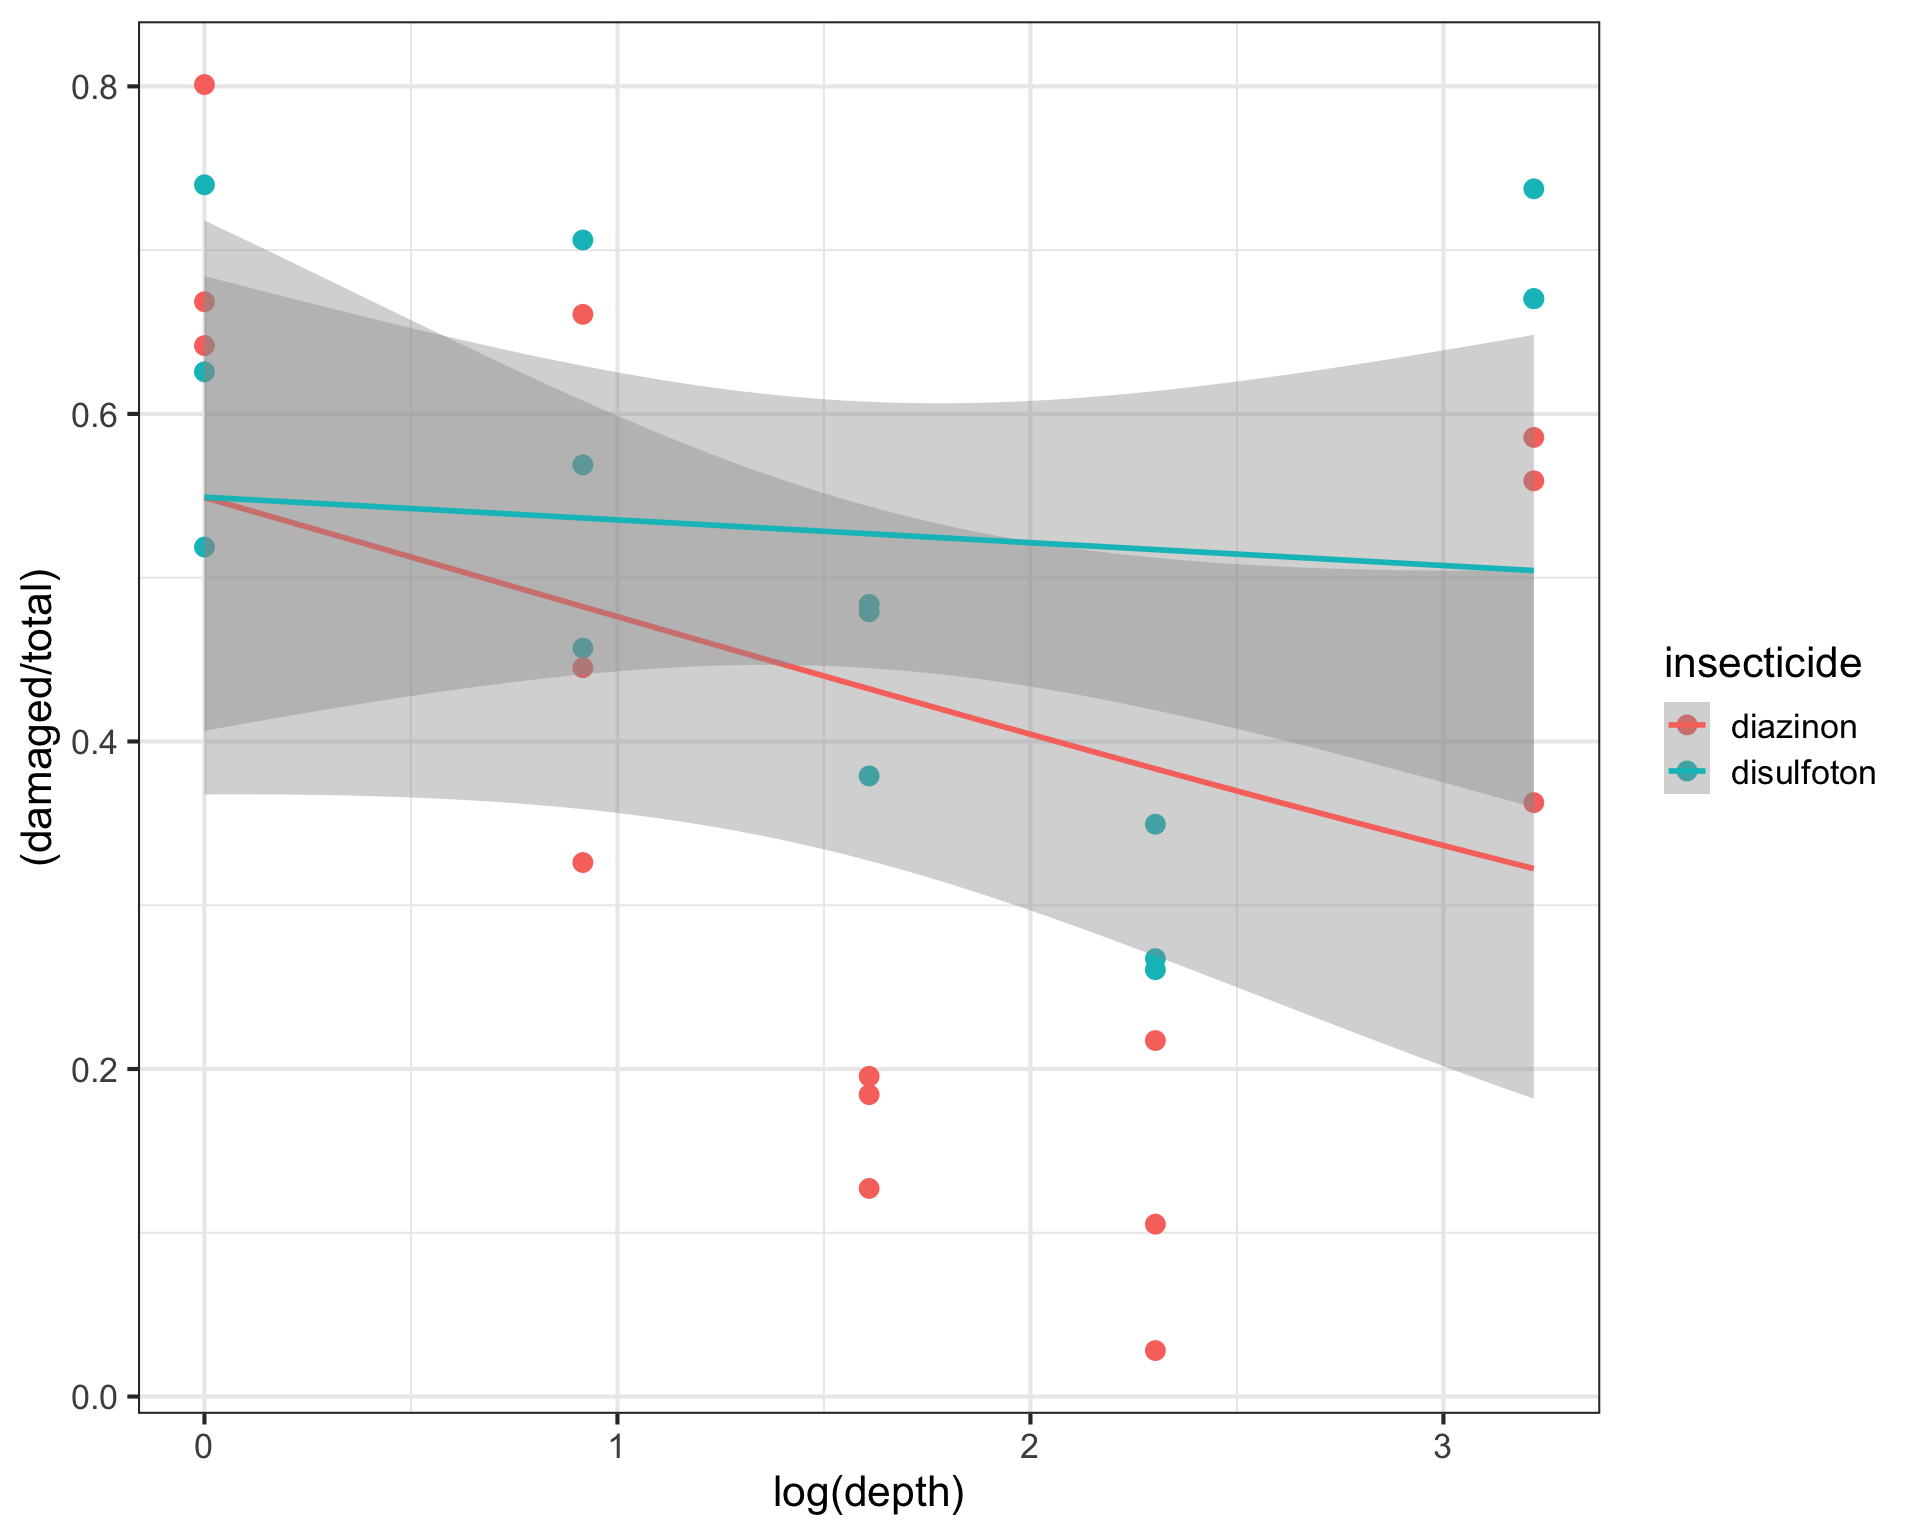 (damaged/total)
0.8
0.6
0.4
0.2
0.0
0 1 2 3
log(depth)
insecticide
diazinon
disulfoton